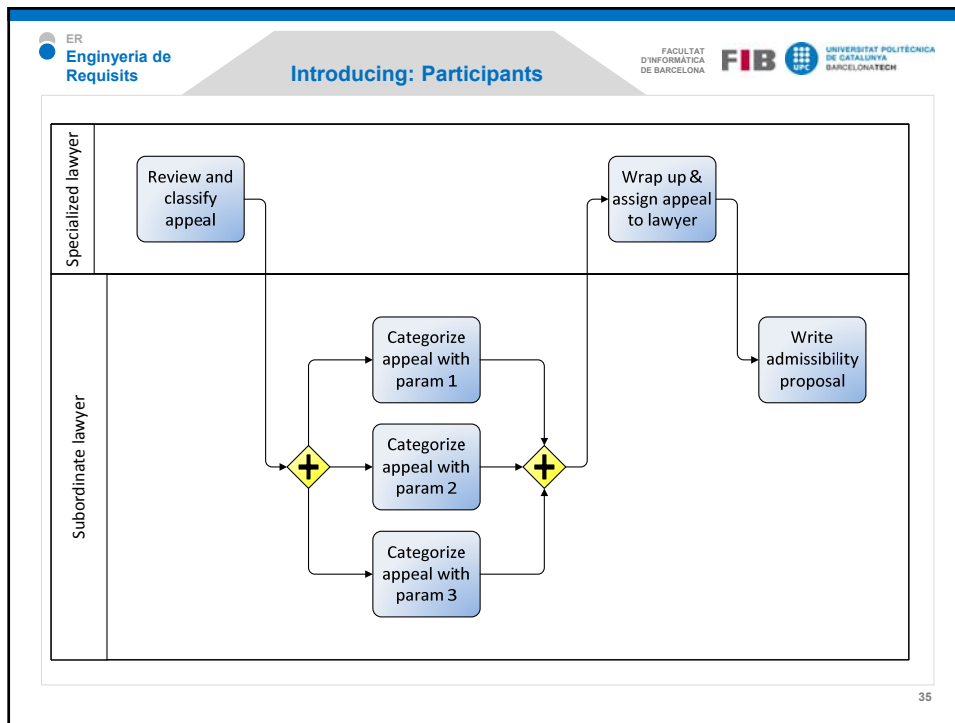 ER
Enginyeria de
Requisits
Introducing: Participants
FACULTAT
D'INFORMÀTICA
DE BARCELONA
FIB
UPC
UNIVERSITAT POLITÈCNICA
DE CATALUNYA
BARCELONATECH
Specialized lawyer
Review and
classify
appeal
Wrap up &
assign appeal
to lawyer
Subordinate lawyer
Categorize
appeal with
param 1
Categorize
appeal with
param 2
Categorize
appeal with
param 3
Write
admissibility
proposal
35